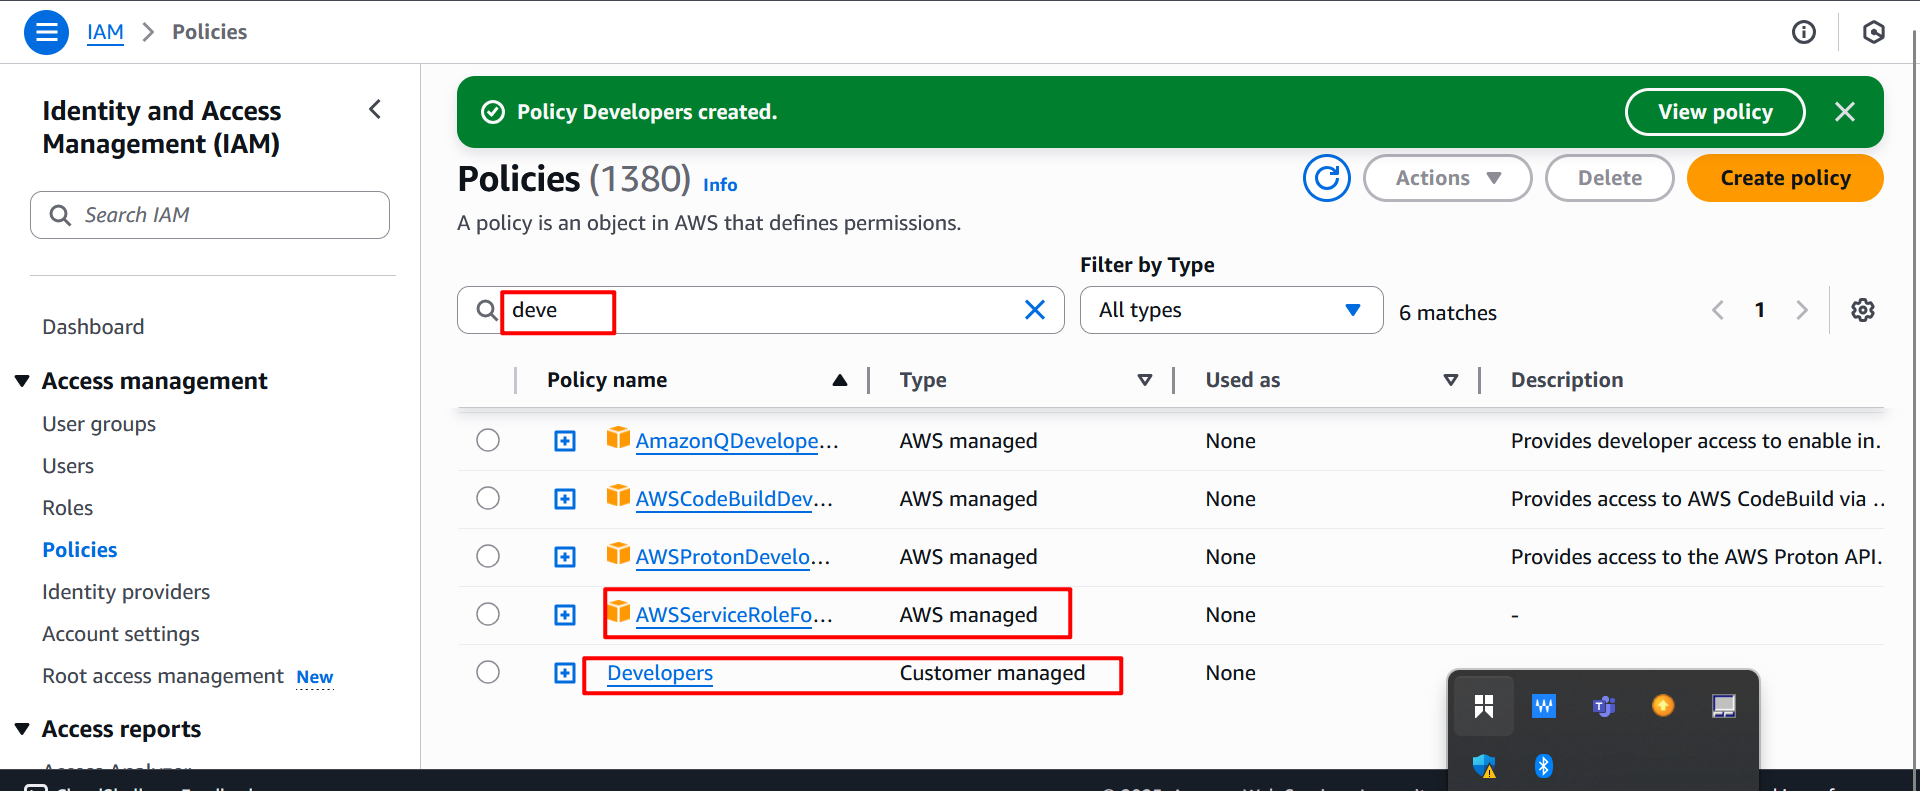 IAM > Policies
Identity and Access
Management (IAM)
Search IAM
Dashboard
Access management
User groups
Users
Roles
Policies
Identity providers
Account settings
Root access management New
Access reports
Policy Developers created.
View policy
Policies (1380) Info
Actions
Delete
Create policy
A policy is an object in AWS that defines permissions.
Filter by Type
deve
All types
6 matches
1
Policy name Type Used as Description
AmazonQDevelope... AWS managed None Provides developer access to enable in.
AWSCodeBuildDev... AWS managed None Provides access to AWS CodeBuild via ..
AWSProtonDevelo... AWS managed None Provides access to the AWS Proton API.
AWSServiceRoleFo... AWS managed None -
Developers Customer managed None